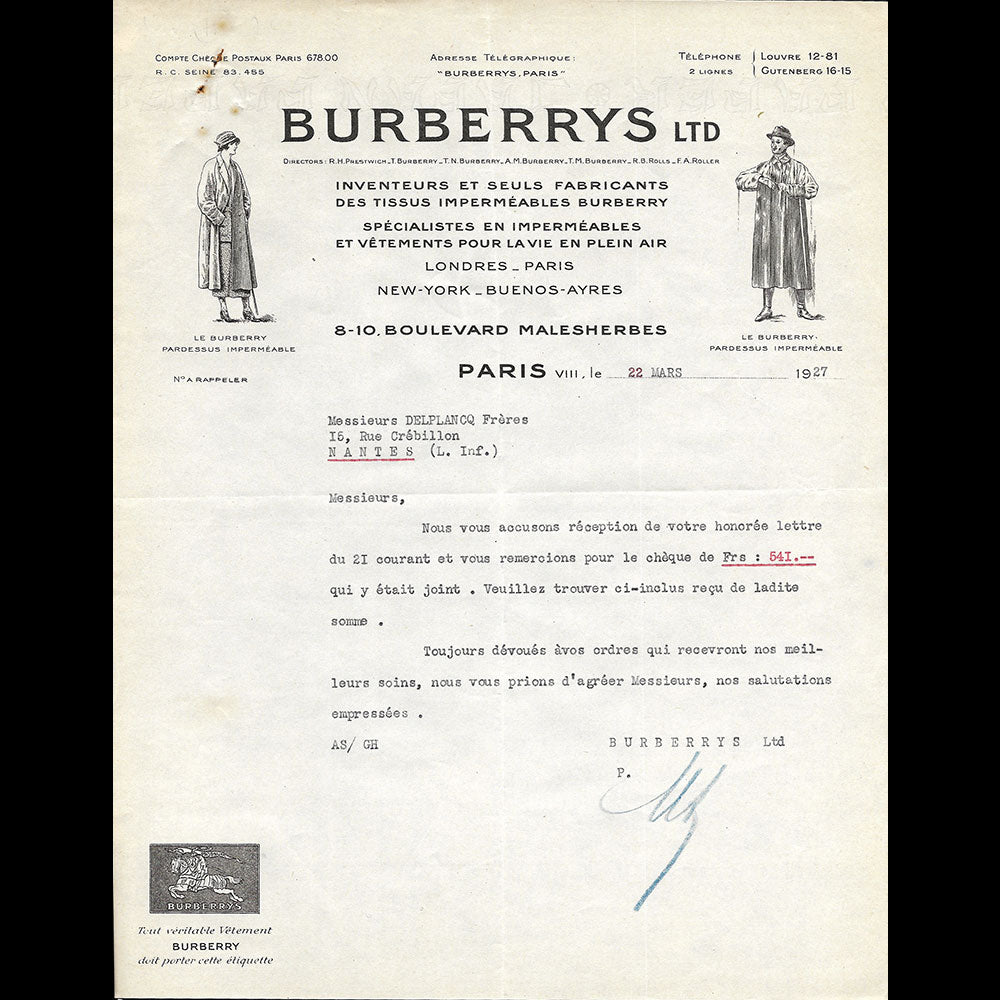 COMPTE CHÈQUE POSTAUX PARIS 678.00
R. C. SEINE 83.455
ADRESSE TÉLÉGRAPHIQUE:
"BURBERRYS, PARIS"
TÉLÉPHONE
2 LIGNES
LOUVRE 12-81
GUTENBERG 16-15
BURBERRYS LTD
DIRECTORS: R.H. PRESTWICH_T. BURBERRY_T. N. BURBERRY_A. M. BURBERRY_T. M. BURBERRY_R. B. ROLLS_F. A. ROLLER
INVENTEURS ET SEULS FABRICANTS
DES TISSUS IMPERMÉABLES BURBERRY
SPÉCIALISTES EN IMPERMÉABLES
ET VÊTEMENTS POUR LA VIE EN PLEIN AIR
LONDRES_PARIS
NEW-YORK_BUENOS-AYRES
8-10, BOULEVARD MALESHERBES
LE BURBERRY
PARDESSUS IMPERMÉABLE
LE BURBERRY.
PARDESSUS IMPERMÉABLE
N° A RAPPELER
PARIS VIII, le 22 MARS 1927
Messieurs DELPLANCQ Frères
I5, Rue Crébillon
N A N T E S (L. Inf.)
Messieurs,
Nous vous accusons réception de votre honorée lettre
du 2I courant et vous remercions pour le chèque de Frs : 54I.--
qui y était joint . Veuillez trouver ci-inclus reçu de ladite
somme .
Toujours dévoués àvos ordres qui recevront nos meil-
leurs soins, nous vous prions d'agréer Messieurs, nos salutations
empressées .
AS/ GH
B U R B E R R Y S Ltd
P.
BURBERRYS
Tout véritable Vêtement
BURBERRY
doit porter cette étiquette